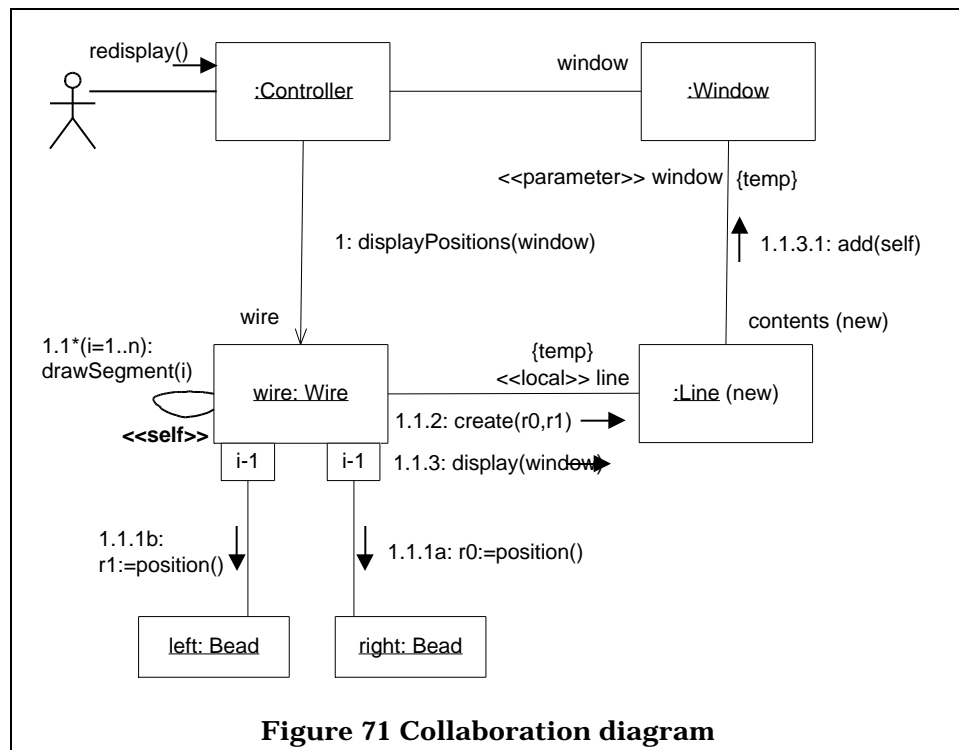 redisplay()
:Controller
window
:Window
<<parameter>> window {temp}
1: displayPositions(window)
1.1.3.1: add(self)
wire
contents (new)
1.1*(i=1..n):
drawSegment(i)
{temp}
<<local>> line
wire: Wire
:Line (new)
1.1.2: create(r0,r1)
<<self>>
i-1
i-1
1.1.3: display(window)
1.1.1b:
r1:=position()
1.1.1a: r0:=position()
left: Bead
right: Bead
Figure 71 Collaboration diagram